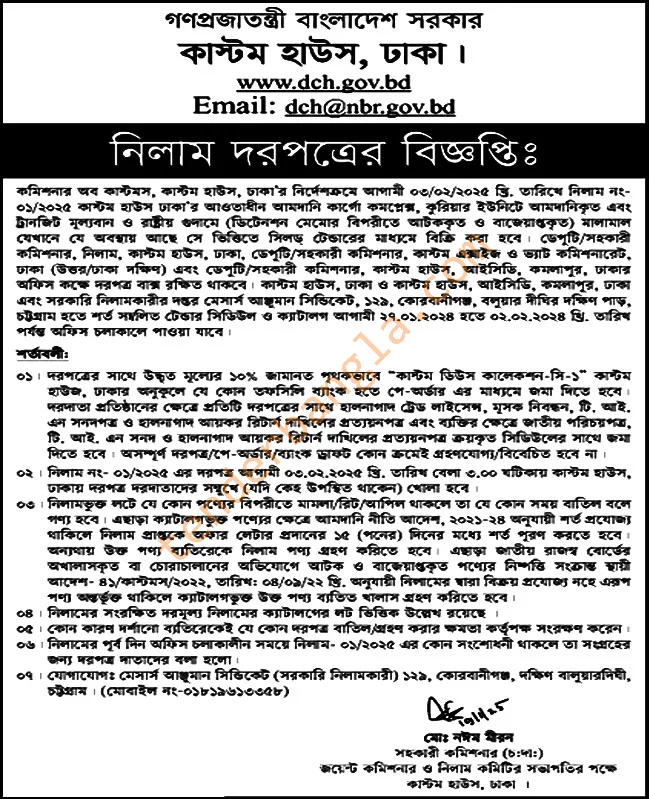 গণপ্রজাতন্ত্রী বাংলাদেশ সরকার
কাস্টম হাউস, ঢাকা ।
www.dch.gov.bd
Email: dch@nbr.gov.bd
নিলাম দরপত্রের বিজ্ঞপ্তিঃ
কমিশনার অব কাস্টমস, কাস্টম হাউস, ঢাকা'র নির্দেশক্রমে আগামী ০৩/০২/২০২৫ খ্রি. তারিখে নিলাম নং-
০১/২০২৫ কাস্টম হাউস ঢাকা'র আওতাধীন আমদানি কার্গো কমপ্লেক্স, কুরিয়ার ইউনিটে আমদানিকৃত এবং
ট্রানজিট মূল্যবান ও রাষ্ট্রীয় গুদামে (ডিটেনশন মেমোর বিপরীতে আটককৃত ও বাজেয়াপ্তকৃত) মালামাল
যেখানে যে অবস্থায় আছে সে ভিত্তিতে সিলড্ টেন্ডারের মাধ্যমে বিক্রি করা হবে। ডেপুটি/সহকারী
কমিশনার, নিলাম, কাস্টম হাউস, ঢাকা, ডেপুটি/সহকারী কমিশনার, কাস্টম এক্সাইজ ও ভ্যাট কমিশনারেট,
ঢাকা (উত্তর/ঢাকা দক্ষিণ) এবং ডেপুটি/সহকারী কমিশনার, কাস্টম হাউস, আইসিডি, কমলাপুর, ঢাকার
অফিস কক্ষে দরপত্র বাক্স রক্ষিত থাকবে। কাস্টম হাউস, ঢাকা ও কাস্টম হাউস, আইসিডি, কমলাপুর, ঢাকা
এবং সরকারি নিলামকারীর দপ্তর মেসার্স আঞ্জুমান সিন্ডিকেট, ১২৯, কোরবানীগঞ্জ, বলুয়ার দীঘির দক্ষিণ পাড়,
চট্টগ্রাম হতে শর্ত সম্বলিত টেন্ডার সিডিউল ও ক্যাটালগ আগামী ২৭.০১.২০২৪ হতে ০২.০২.২০২৪ খ্রি. তারিখ
পর্যন্ত অফিস চলাকালে পাওয়া যাবে।
শর্তাবলী:
০১। দরপত্রের সাথে উদ্ধৃত মূল্যের ১০% জামানত পৃথকভাবে “কাস্টম ডিউস কালেকশন-সি-১” কাস্টম
হাউজ, ঢাকার অনুকূলে যে কোন তফসিলি ব্যাংক হতে পে-অর্ডার এর মাধ্যমে জমা দিতে হবে।
দরদাতা প্রতিষ্ঠানের ক্ষেত্রে প্রতিটি দরপত্রের সাথে হালনাগাদ ট্রেড লাইসেন্স, মূসক নিবন্ধন, টি. আই.
এন সনদপত্র ও হালনাগাদ আয়কর রিটার্ন দাখিলের প্রত্যয়নপত্র এবং ব্যক্তির ক্ষেত্রে জাতীয় পরিচয়পত্র,
টি. আই. এন সনদ ও হালনাগাদ আয়কর রিটার্ন দাখিলের প্রত্যয়নপত্র ক্রয়কৃত সিডিউলের সাথে জমা
দিতে হবে। অসম্পূর্ণ দরপত্র/পে-অর্ডার/ব্যাংক ড্রাফট কোন ক্রমেই গ্রহণযোগ্য/বিবেচিত হবে না।
০২। নিলাম নং- ০১/২০২৫ এর দরপত্র আগামী ০৩.০২.২০২৫ খ্রি. তারিখ বেলা ৩.০০ ঘটিকায় কাস্টম হাউস,
ঢাকায় দরপত্র দরদাতাদের সম্মুখে (যদি কেহ উপস্থিত থাকেন) খোলা হবে।
০৩। নিলামভুক্ত লটে যে কোন পণ্যের বিপরীতে মামলা/রিট/আপিল থাকলে তা যে কোন সময় বাতিল বলে
গণ্য হবে। এছাড়া ক্যাটালগভুক্ত পণ্যের ক্ষেত্রে আমদানি নীতি আদেশ, ২০২১-২৪ অনুযায়ী শর্ত প্রযোজ্য
থাকিলে নিলাম প্রাপ্তকে অফার লেটার প্রদানের ১৫ (পনের) দিনের মধ্যে শর্ত পুরণ করতে হবে।
অন্যথায় উক্ত পণ্য ব্যতিরেকে নিলাম পণ্য গ্রহণ করিতে হবে। এছাড়া জাতীয় রাজস্ব বোর্ডের
অখালাসকৃত বা চোরাচালানের অভিযোগে আটক ও বাজেয়াপ্তকৃত পণ্যের নিষ্পত্তি সংক্রান্ত স্থায়ী
আদেশ- ৪১/কাস্টমস/২০২২, তারিখ: ০৪/০৯/২২ খ্রি. অনুযায়ী নিলামের দ্বারা বিক্রয় প্রযোজ্য নহে এরূপ
পণ্য অন্তর্ভুক্ত থাকিলে ক্যাটালগভুক্ত উক্ত পণ্য ব্যতিত খালাস গ্রহণ করিতে হবে।
০৪। নিলামের সংরক্ষিত দরমূল্য নিলামের ক্যাটালগের লট ভিত্তিক উল্লেখ রয়েছে ।
০৫। কোন কারণ দর্শানো ব্যতিরেকেই যে কোন দরপত্র বাতিল/গ্রহণ করার ক্ষমতা কর্তৃপক্ষ সংরক্ষণ করেন।
০৬। নিলামের পূর্ব দিন অফিস চলাকালীন সময়ে নিলাম- ০১/২০২৫ এর কোন সংশোধনী থাকলে তা সংগ্রহের
জন্য দরপত্র দাতাদের বলা হলো।
০৭। যোগাযোগঃ মেসার্স আঞ্জুমান সিন্ডিকেট (সরকারি নিলামকারী) ১২৯, কোরবানীগঞ্জ, দক্ষিণ বালুয়ারদিঘী,
চট্টগ্রাম। (মোবাইল নং-০১৮১৯৬১৩৩৫৮)
মোঃ নঈম মীরন
সহকারী কমিশনার (চঃদাঃ)
জয়েন্ট কমিশনার ও নিলাম কমিটির সভাপতির পক্ষে
কাস্টম হাউস, ঢাকা ।
tenderbangla.com